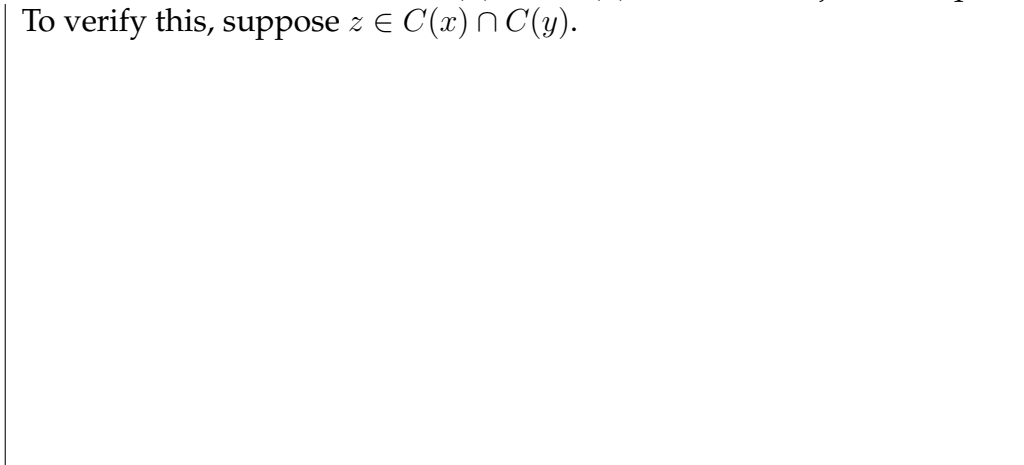 To verify this, suppose z ∈ C(x) ∩ C(y).